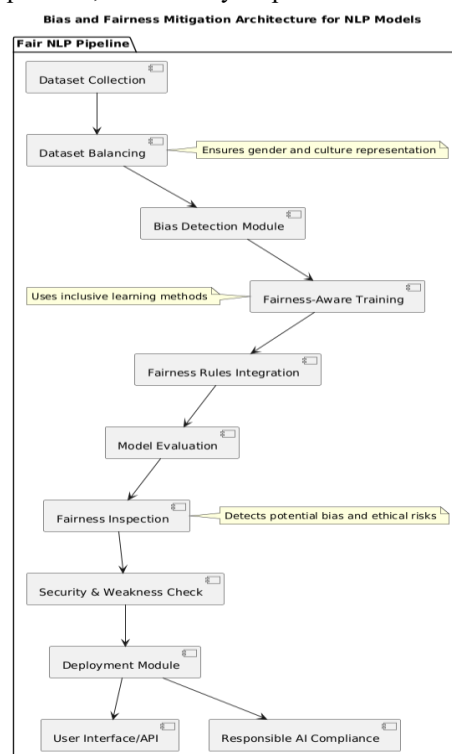 Bias and Fairness Mitigation Architecture for NLP Models
Fair NLP Pipeline
Dataset Collection
Dataset Balancing
Ensures gender and culture representation
Bias Detection Module
Uses inclusive learning methods
Fairness-Aware Training
Fairness Rules Integration
Model Evaluation
Fairness Inspection
Detects potential bias and ethical risks
Security & Weakness Check
Deployment Module
User Interface/API
Responsible AI Compliance